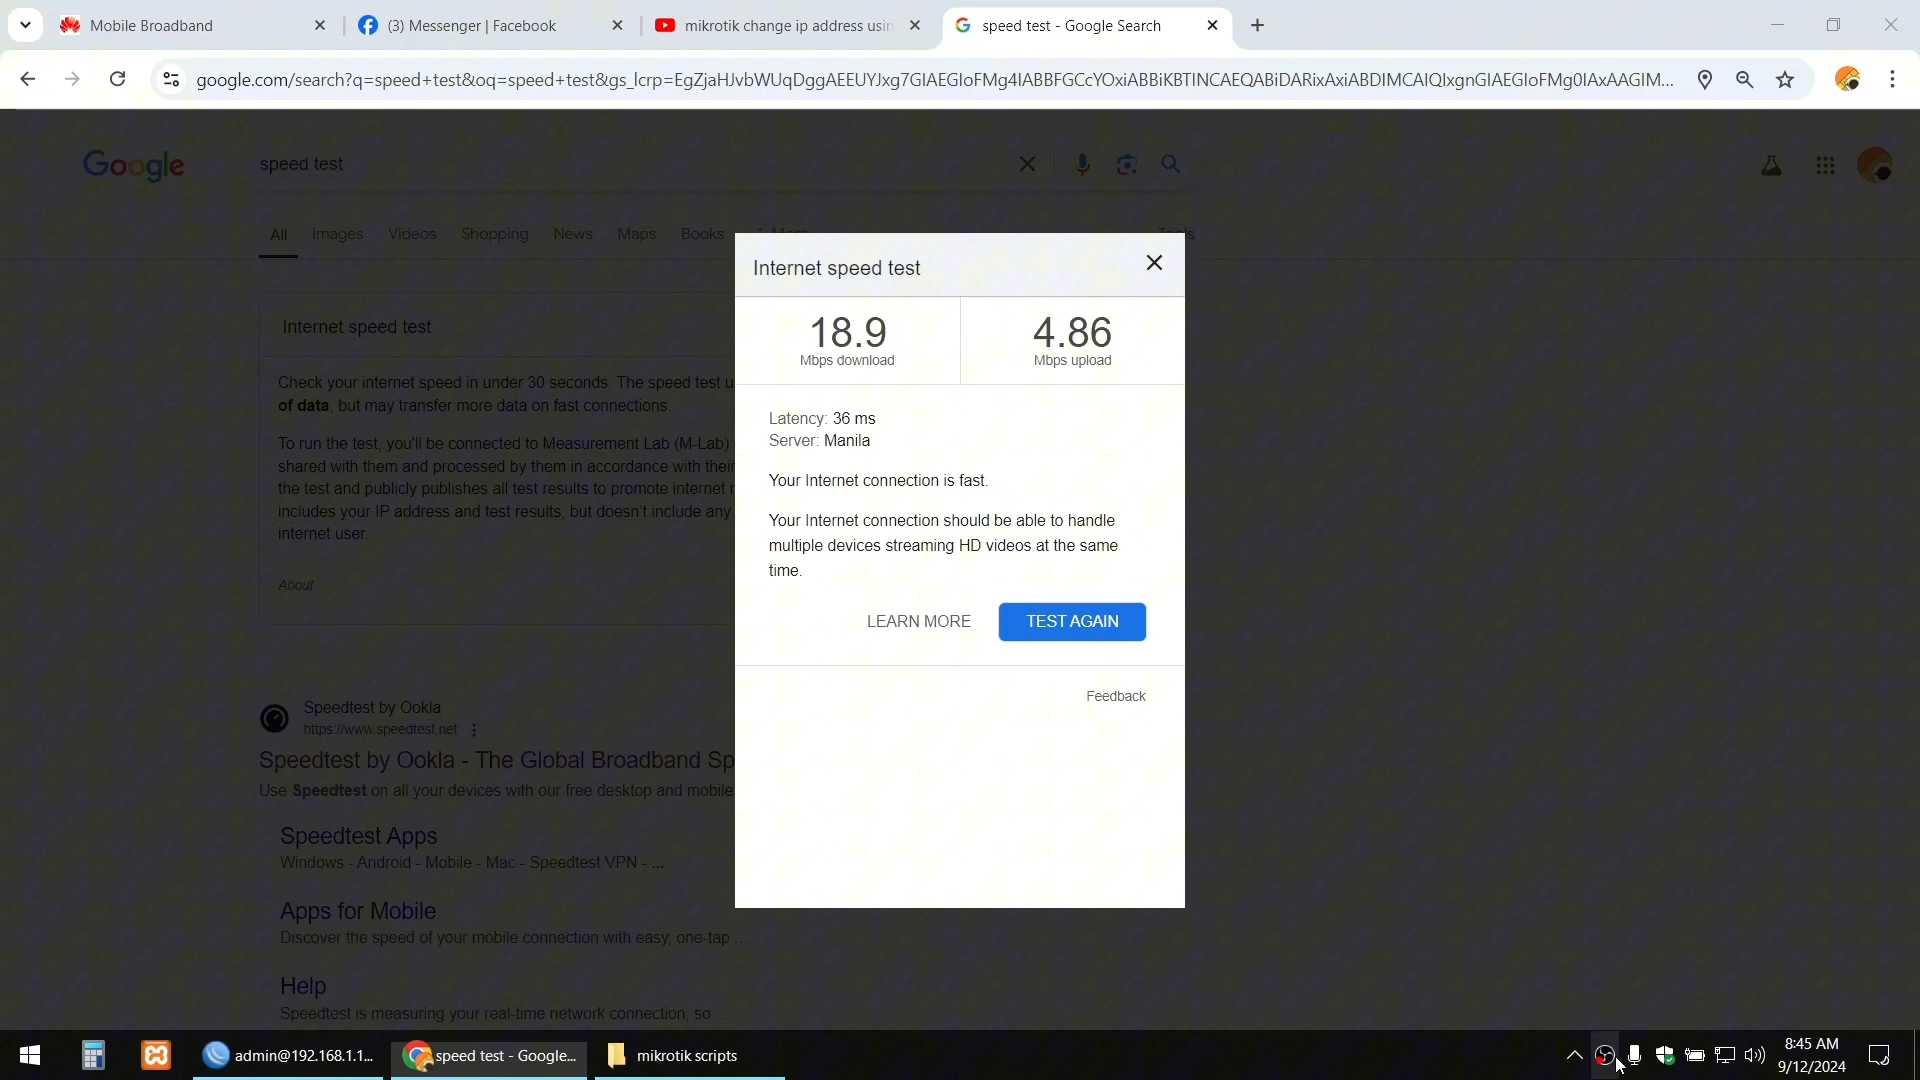 Mobile Broadband
(3) Messenger | Facebook
mikrotik change ip address usin
speed test - Google Search
google.com/search?q=speed+test&oq=speed+test&gs_lcrp=EgZjaHJvbWUqDggAEEUYJxg7GIAEGIoFMg4IABBFGCcYOxiABBiKBTINCAEQABiDARixAxiABDIMCAIQIxgnGIAEGIoFMg0IAxAAGIM...
Google
speed test
All Images Videos Shopping News Maps Books More Tools
Internet speed test
Check your internet speed in under 30 seconds. The speed test u
of data, but may transfer more data on fast connections.
To run the test, you'll be connected to Measurement Lab (M-Lab)
shared with them and processed by them in accordance with their
the test and publicly publishes all test results to promote internet r
includes your IP address and test results, but doesn't include any
internet user.
About
Internet speed test
18.9
Mbps download
4.86
Mbps upload
Latency: 36 ms
Server: Manila
Your Internet connection is fast.
Your Internet connection should be able to handle
multiple devices streaming HD videos at the same
time.
LEARN MORE
TEST AGAIN
Feedback
Speedtest by Ookla
https://www.speedtest.net
Speedtest by Ookla - The Global Broadband Sp
Use Speedtest on all your devices with our free desktop and mobile
Speedtest Apps
Windows - Android - Mobile - Mac - Speedtest VPN - ...
Apps for Mobile
Discover the speed of your mobile connection with easy, one-tap ...
Help
Speedtest is measuring your real-time network connection, so ...
admin@192.168.1.1...
speed test - Google...
mikrotik scripts
8:45 AM
9/12/2024